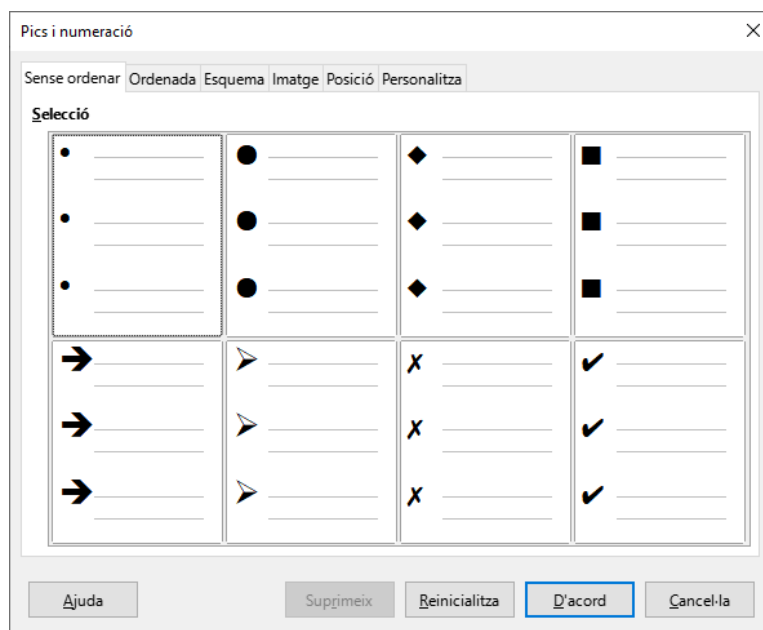 Pics i numeració
Sense ordenar Ordenada Esquema Imatge Posició Personalitza
Selecció
Ajuda Suprimeix Reinicialitza D'acord Cancel·la